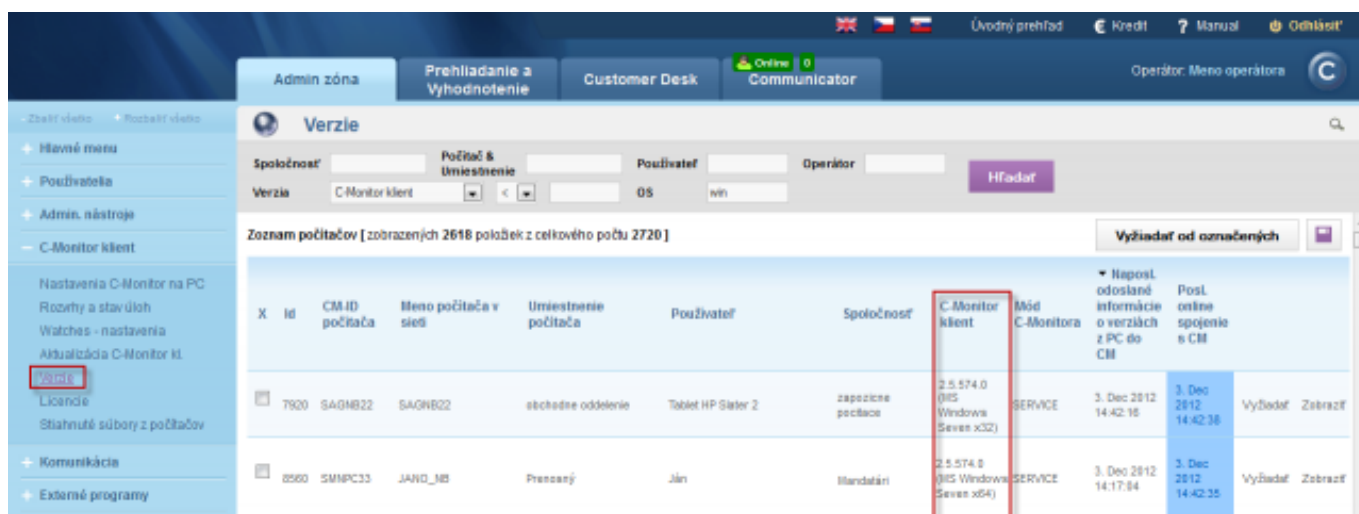 Úvodný prehľad € Kredit ? Manual Odhlásiť
Admin zóna
Prehliadanie a
Vyhodnotenie
Customer Desk
Online 0
Communicator
Operátor: Meno operátora
- Zbaliť všetko + Rozbaliť všetko
Verzie
+ Hlavné menu
+ Používatelia
+ Admin. nástroje
− C-Monitor klient
Nastavenia C-Monitor na PC
Rozvrhy a stav úloh
Watches - nastavenia
Aktualizácia C-Monitor kl.
Verzie
Licencie
Stiahnuté súbory z počítačov
+ Komunikácia
+ Externé programy
Spoločnosť
Počítač &
Umiestnenie
Používateľ
Operátor
Verzia C-Monitor klient < OS win
Hľadať
Zoznam počítačov [ zobrazených 2618 položiek z celkového počtu 2720 ]
Vyžiadať od označených
X Id
CM-ID
počítača
Meno počítača v
sieti
Umiestnenie
počítača
Používateľ
Spoločnosť
C-Monitor
klient
Mód
C-Monitora
Naposl.
odoslané
informácie
o verziách
z PC do
CM
Posl.
online
spojenie
s CM
7920 SAGNB22 SAGNB22 obchodne oddelenie Tablet HP Slater 2
zapozicne
pocitace
2.5.574.0
(MS
Windows
Seven x32)
SERVICE
3. Dec 2012
14:42:16
3. Dec
2012
14:42:38
Vyžiadať Zobraziť
8560 SMNPC33 JANO_NB Prenosný Ján Mandatári
2.5.574.0
(MS Windows
Seven x64)
SERVICE
3. Dec 2012
14:17:04
3. Dec
2012
14:42:35
Vyžiadať Zobraziť